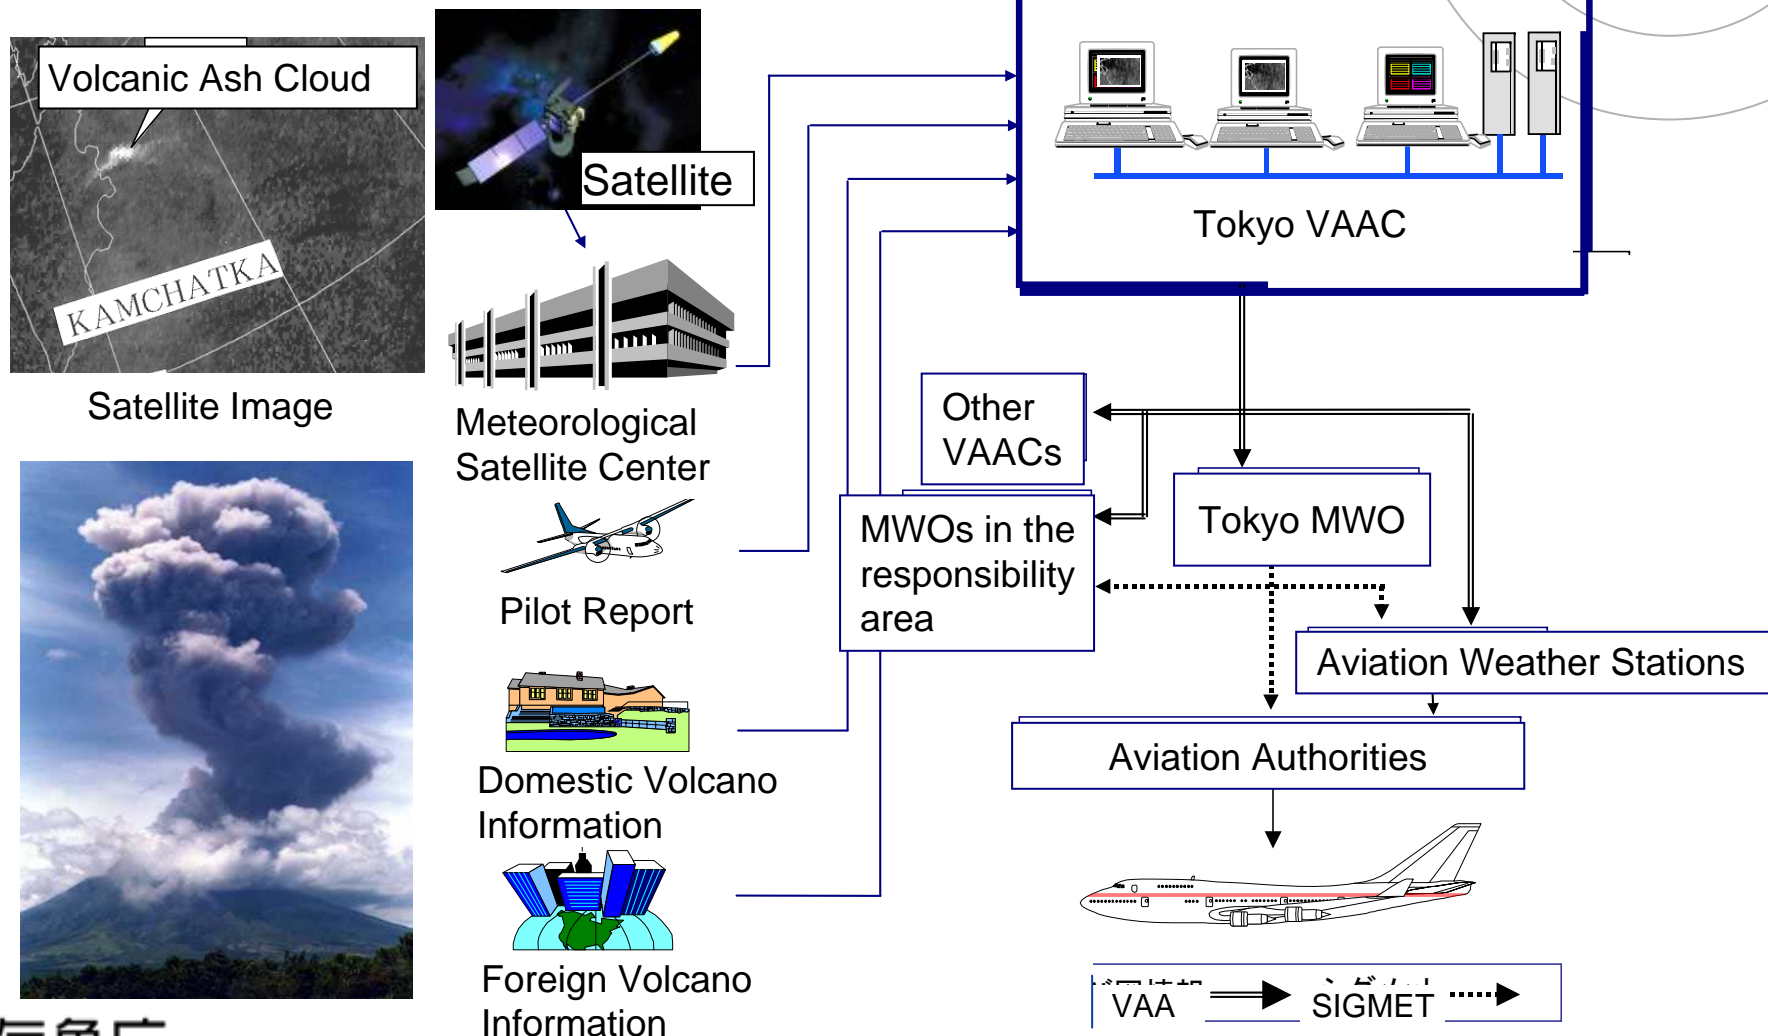 Volcanic Ash Cloud
KAMCHATKA
Satellite Image
Satellite
Meteorological
Satellite Center
Pilot Report
Domestic Volcano
Information
Foreign Volcano
Information
Tokyo VAAC
Other
VAACs
MWOs in the
responsibility
area
Tokyo MWO
Aviation Weather Stations
Aviation Authorities
VAA
SIGMET